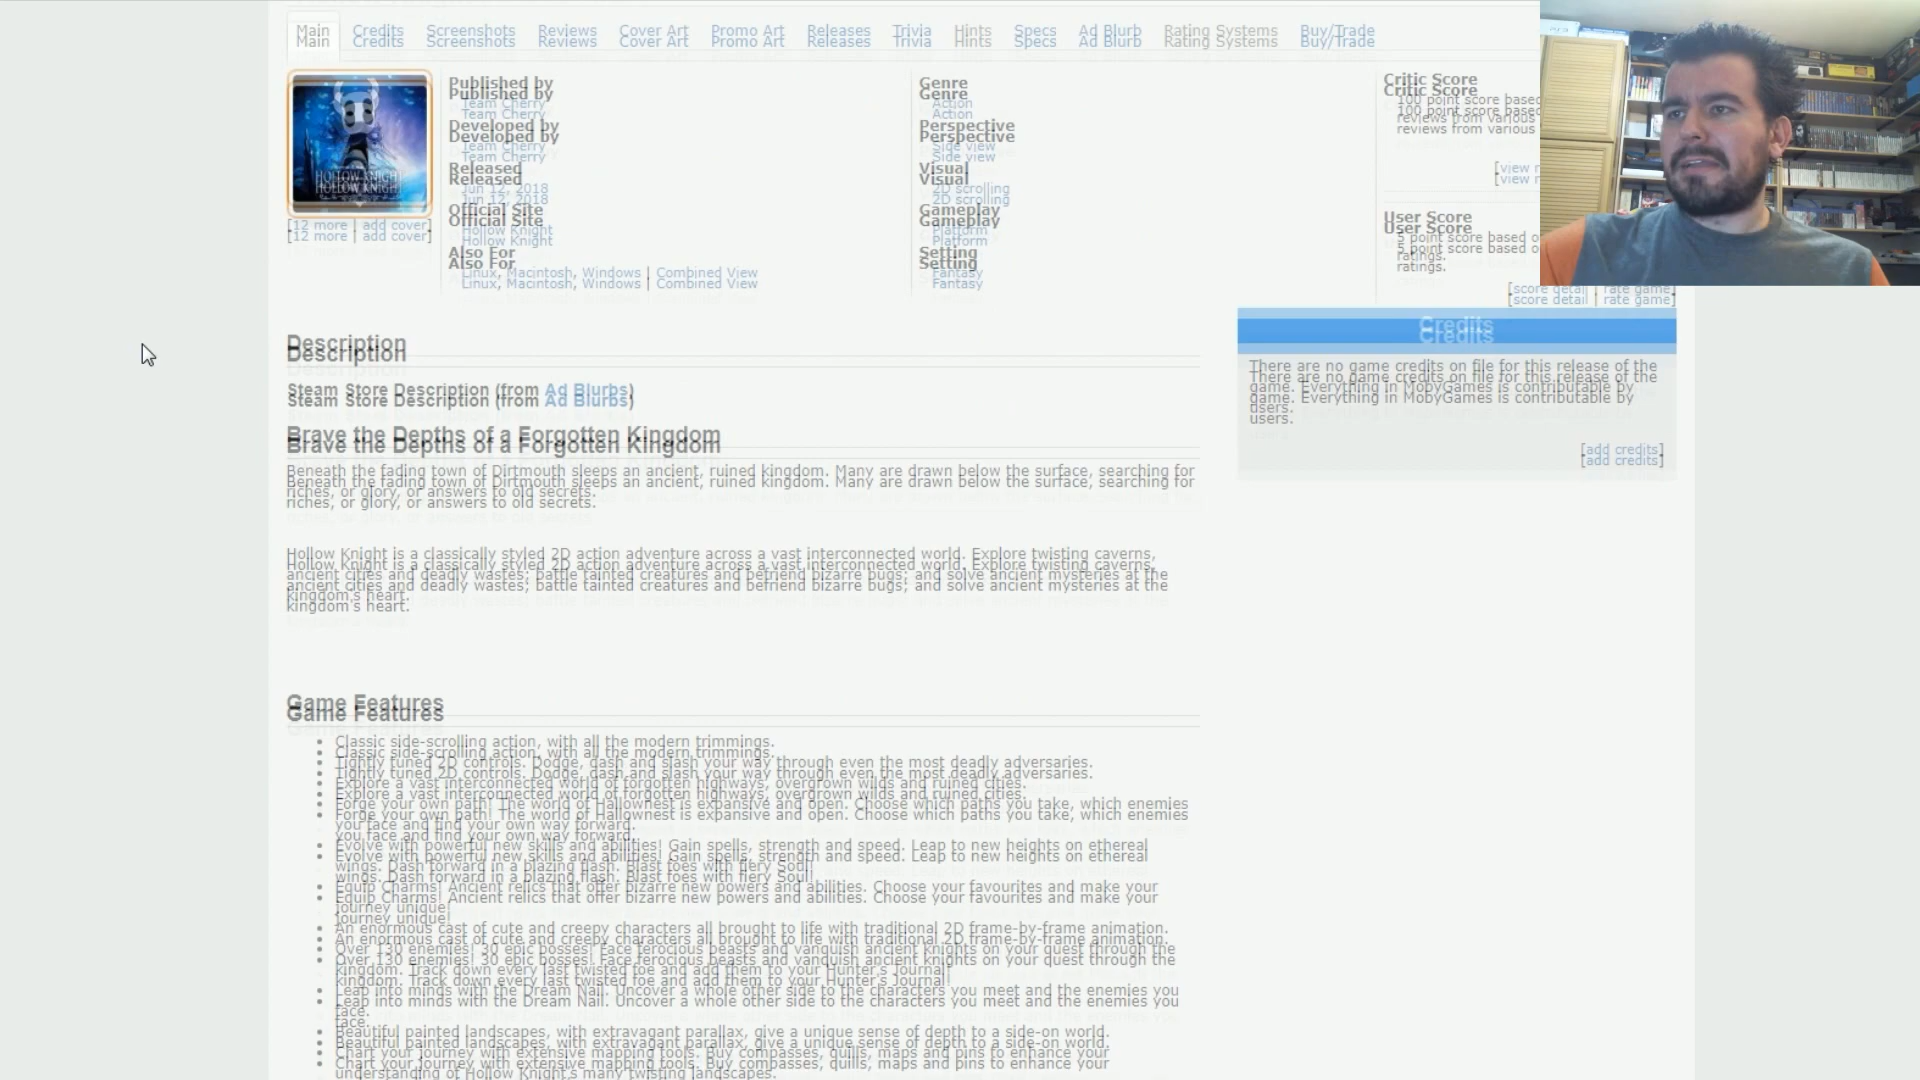 Main
Credits
Screenshots
Reviews
Cover Art
Promo Art
Releases
Trivia
Hints
Specs
Ad Blurb
Rating Systems
Buy/Trade
HOLLOW KNIGHT
[12 more | add cover]
Published by
Team Cherry
Developed by
Team Cherry
Released
Jun 12, 2018
Official Site
Hollow Knight
Also For
Linux, Macintosh, Windows | Combined View
Genre
Action
Perspective
Side view
Visual
2D scrolling
Gameplay
Platform
Setting
Fantasy
Critic Score
100 point score based
reviews from various
[view
User Score
5 point score based o
ratings.
[score detail | rate game]
Description
Steam Store Description (from Ad Blurbs)
Brave the Depths of a Forgotten Kingdom
Beneath the fading town of Dirtmouth sleeps an ancient, ruined kingdom. Many are drawn below the surface, searching for
riches, or glory, or answers to old secrets.
Hollow Knight is a classically styled 2D action adventure across a vast interconnected world. Explore twisting caverns,
ancient cities and deadly wastes; battle tainted creatures and befriend bizarre bugs; and solve ancient mysteries at the
kingdom's heart.
Game Features
Classic side-scrolling action, with all the modern trimmings.
Tightly tuned 2D controls. Dodge, dash and slash your way through even the most deadly adversaries.
Explore a vast interconnected world of forgotten highways, overgrown wilds and ruined cities.
Forge your own path! The world of Hallownest is expansive and open. Choose which paths you take, which enemies
you face and find your own way forward.
Evolve with powerful new skills and abilities! Gain spells, strength and speed. Leap to new heights on ethereal
wings. Dash forward in a blazing flash. Blast foes with fiery Soul!
Equip Charms! Ancient relics that offer bizarre new powers and abilities. Choose your favourites and make your
journey unique!
An enormous cast of cute and creepy characters all brought to life with traditional 2D frame-by-frame animation.
Over 130 enemies! 30 epic bosses! Face ferocious beasts and vanquish ancient knights on your quest through the
kingdom. Track down every last twisted foe and add them to your Hunter's Journal!
Leap into minds with the Dream Nail. Uncover a whole other side to the characters you meet and the enemies you
face.
Beautiful painted landscapes, with extravagant parallax, give a unique sense of depth to a side-on world.
Chart your journey with extensive mapping tools. Buy compasses, quills, maps and pins to enhance your
understanding of Hollow Knight's many twisting landscapes.
Credits
There are no game credits on file for this release of the
game. Everything in MobyGames is contributable by
users.
[add credits]